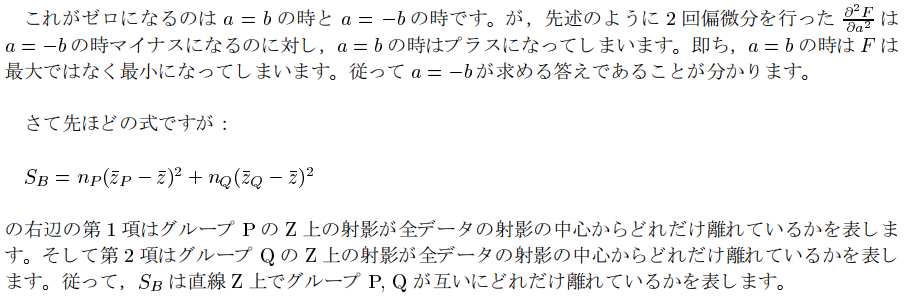 これがゼロになるのは a = b の時と a = −b の時です。が，先述のように 2 回偏微分を行った ∂²F/∂a² は
a = −b の時マイナスになるのに対し，a = b の時はプラスになってしまいます。即ち，a = b の時は F は
最大ではなく最小になってしまいます。従って a = −b が求める答えであることが分かります。
さて先ほどの式ですが：
S_B = n_P(z̄_P − z̄)² + n_Q(z̄_Q − z̄)²
の右辺の第 1 項はグループ P の Z 上の射影が全データの射影の中心からどれだけ離れているかを表しま
す。そして第 2 項はグループ Q の Z 上の射影が全データの射影の中心からどれだけ離れているかを表し
ます。従って，S_B は直線 Z 上でグループ P, Q が互いにどれだけ離れているかを表します。